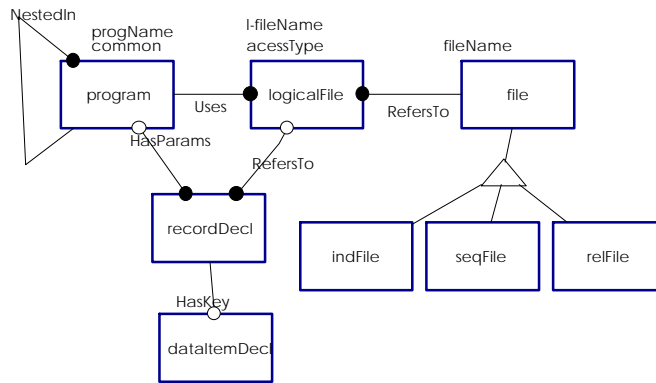 NestedIn
progName
common
l-fileName
acessType
fileName
program
Uses
logicalFile
RefersTo
file
HasParams
RefersTo
recordDecl
indFile
seqFile
relFile
HasKey
dataItemDecl